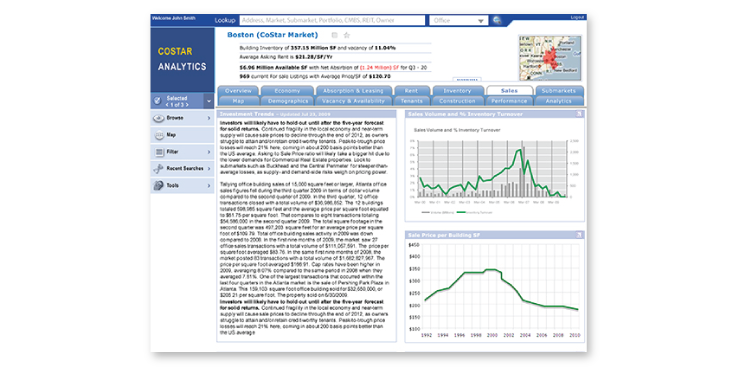 Welcome John Smith
Lookup
Address, Market, Submarket, Portfolio, CMBS, REIT, Owner
Office
Logout
COSTAR
ANALYTICS
Boston (CoStar Market)
Building Inventory of 357.15 Million SF and vacancy of 11.04%
Average Asking Rent is $21.28/SF/Yr
56.96 Million Available SF with Net Absorbtion of (1.24 Million) SF for Q3 - 20
969 current For Sale Listings with Average Price/SF of $120.70
Overview Economy Absorption & Leasing Rent Inventory Sales Submarkets
Map Demographics Vacancy & Availability Tenants Construction Performance Analytics
Selected
< 1 of 3 >
Browse
Map
Filter
Recent Searches
Tools
Investment Trends
Investors will likely have to hold out until after the five-year forecast
for solid returns. Continued fragility in the local economy and near-term
supply will cause sale prices to decline through the end of 2012, as owners
struggle to attain and/or retain creditworthy tenants. Peak-to-trough price
losses will reach 21% here, coming in about 200 basis points better than
the US average. Asking to Sale Price ratio will likely take a bigger hit due to
the lower demands for Commercial Real Estate properties. Look to
submarkets such as Buckhead and the Central Perimeter for steeper-than-
average losses, as supply- and demand-side risks weigh on pricing power.
Tallying office building sales of 15,000 square feet or larger, Atlanta office
sales figures fell during the third quarter 2009 in terms of dollar volume
compared to the second quarter of 2009. In the third quarter, 12 office
transactions closed with a total volume of
totaled 598,985 square feet and the average price per square foot equated
to $61.75 per square foot. That compares to eight transactions totaling
$54,586,000 in the second quarter 2009. The total square footage in the
second quarter was 497,203 square feet for an average price per square
foot of $109.79. Total office building sales activity in 2009 was down
compared to 2008. In the first nine months of 2009, the market saw 27
office sales transactions with a total volume of $111,057,591. The price per
square foot averaged $83.76. In the same first nine months of 2008, the
market posted 63 transactions with a total volume of
price per square foot averaged $166.91. Cap rates have been higher in
2009, averaging 8.07% compared to the same period in 2008 when they
averaged 7.51%. One of the largest transactions that occurred within the
last four quarters in the Atlanta market is the sale of Pershing Park Plaza in
Atlanta. This 159,103 square foot office building sold for $32,650,000, or
$205.21 per square foot. The property sold on 6/30/2009
Investors will likely have to hold out until after the five-year forecast
for solid returns. Continued fragility in the local economy and near-term
supply will cause sale prices to decline through the end of 2012, as owners
struggle to attain and/or retain creditworthy tenants. Peak-to-trough price
losses will reach 21% here, coming in about 200 basis points better than
the US average
Sales Volume and % Inventory Turnover
Sales Volume and % Inventory Turnover
Sale Price per Building SF
$450
$400
$350
$300
$250
$200
$150
$100
1992 1994 1996 1998 2000 2002 2004 2006 2008 2010